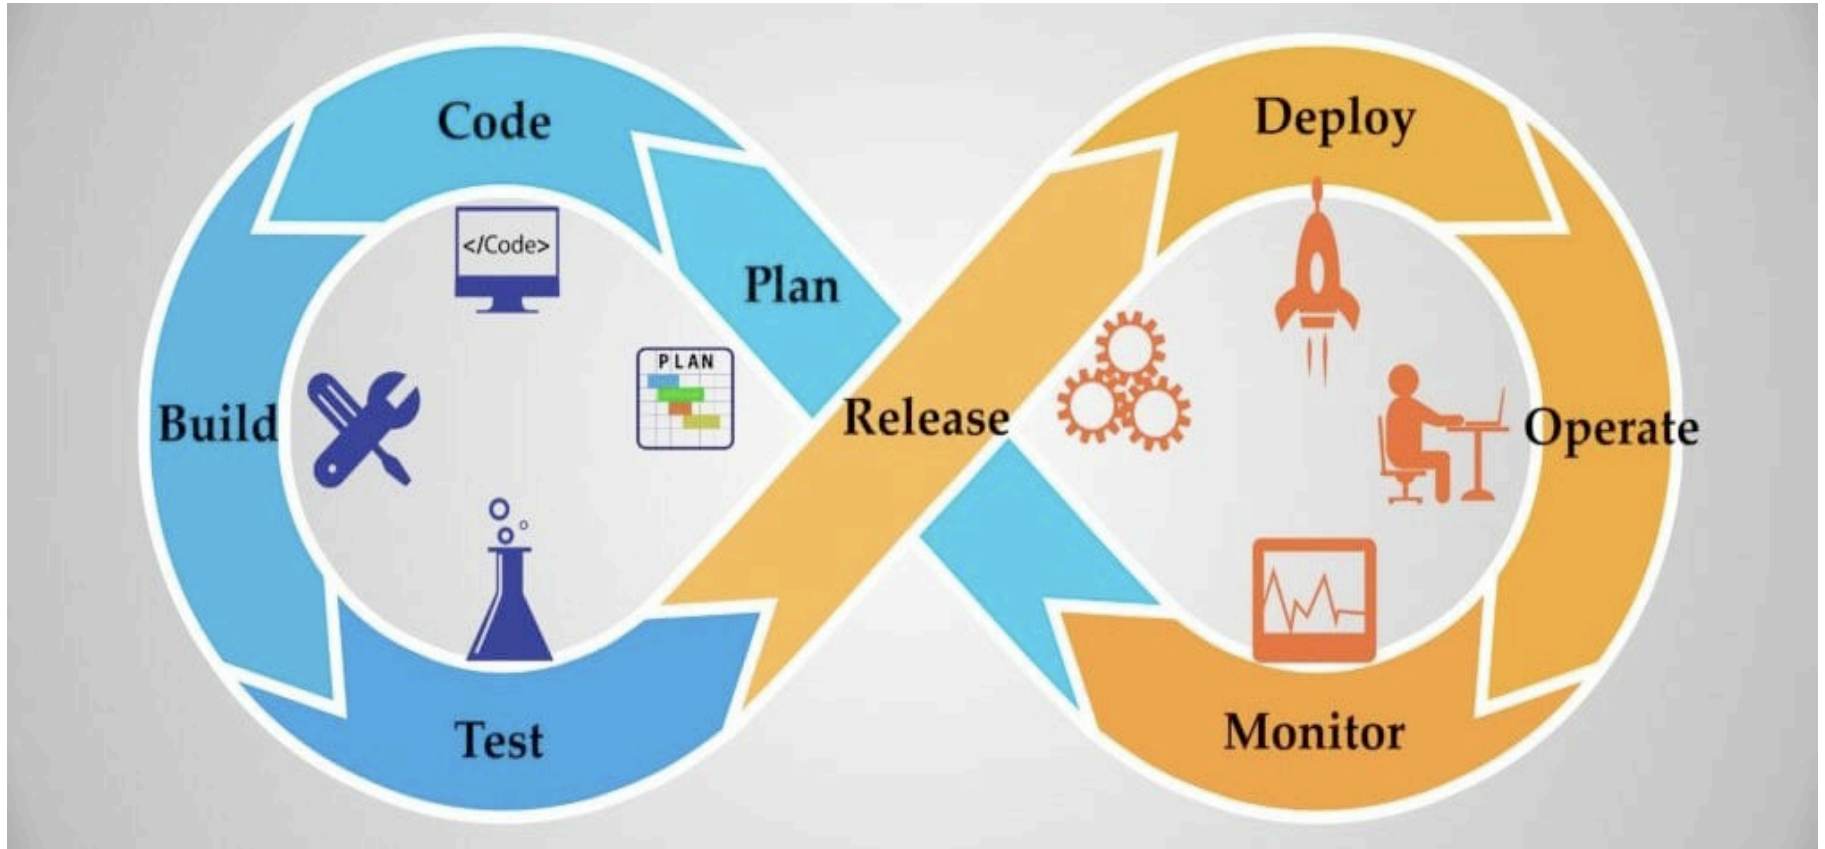 Code
Deploy
</Code>
Plan
PLAN
Build
Release
Operate
Test
Monitor